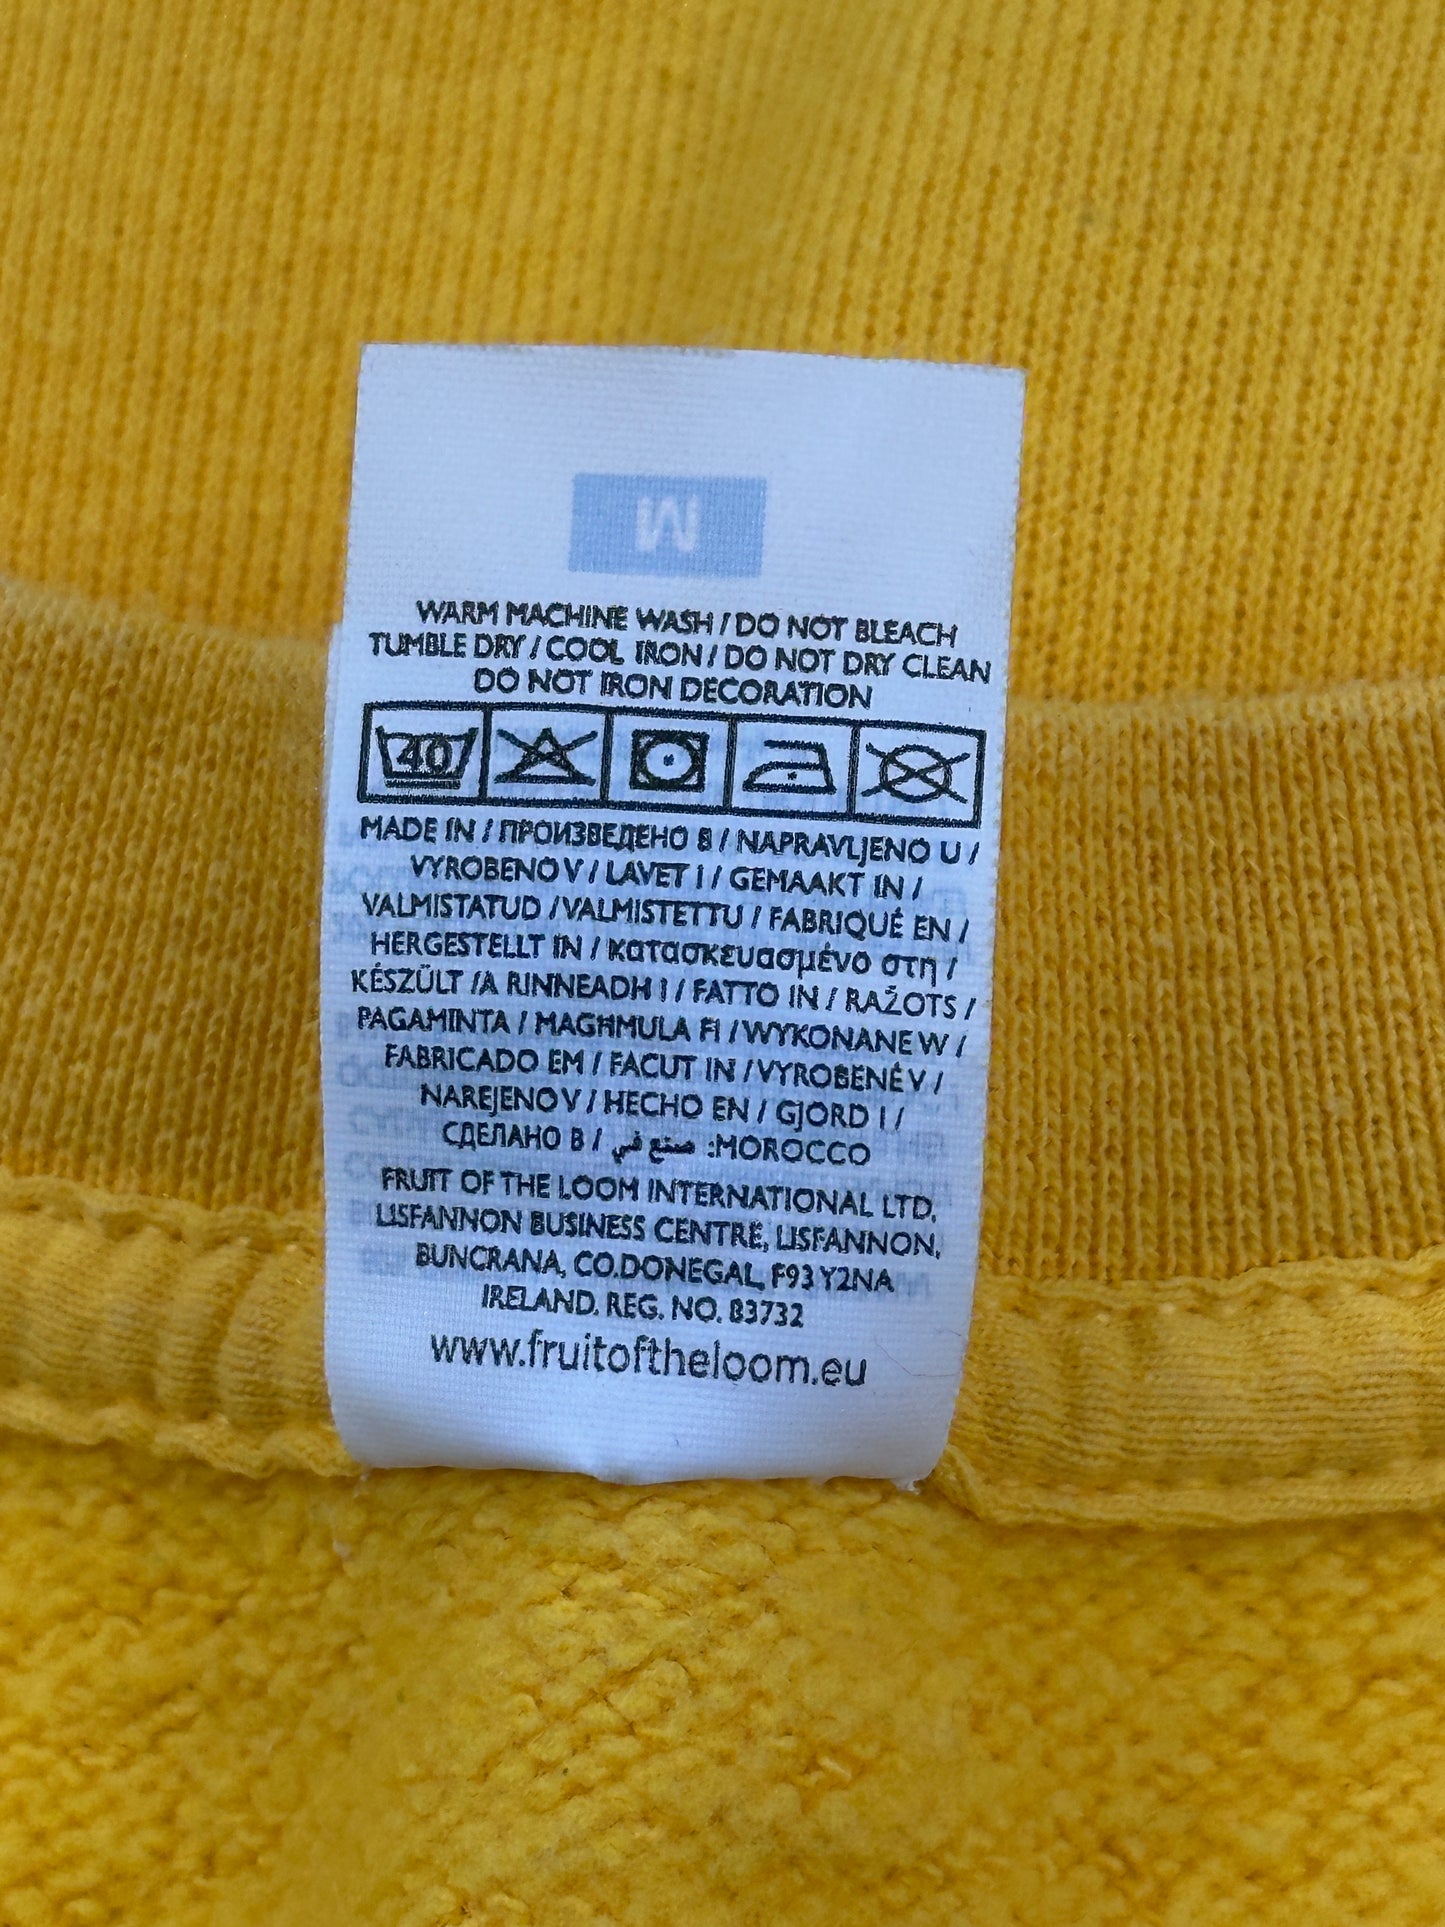 M
WARM MACHINE WASH / DO NOT BLEACH
TUMBLE DRY / COOL IRON / DO NOT DRY CLEAN
DO NOT IRON DECORATION
40
MADE IN / ПРОИЗВЕДЕНО В / NAPRAVLJENO U /
VYROBENO V / LAVET I / GEMAAKT IN /
VALMISTATUD / VALMISTETTU / FABRIQUÉ EN /
HERGESTELLT IN / κατασκευασμένο στη /
KÉSZÜLT /A RINNEADH I / FATTO IN / RAŽOTS /
PAGAMINTA / MAGHMULA FI / WYKONANE W /
FABRICADO EM / FACUT IN / VYROBENÉ V /
NAREJENO V / HECHO EN / GJORD I /
СДЕЛАНО В / صنع في :MOROCCO
FRUIT OF THE LOOM INTERNATIONAL LTD.
LISFANNON BUSINESS CENTRE, LISFANNON,
BUNCRANA, CO.DONEGAL, F93 Y2NA
IRELAND. REG. NO. 83732
www.fruitoftheloom.eu